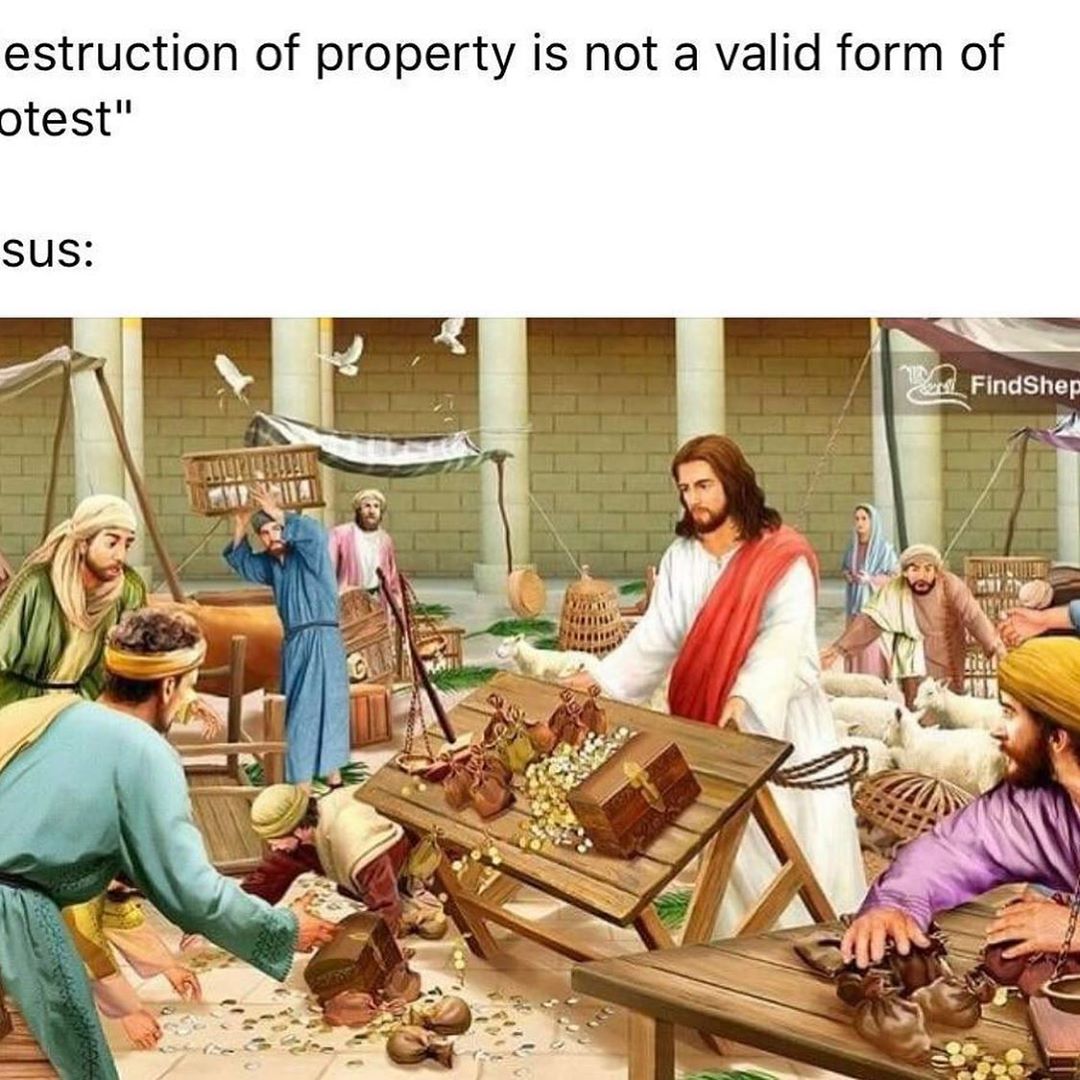 estruction of property is not a valid form of
otest"
sus:
FindShep